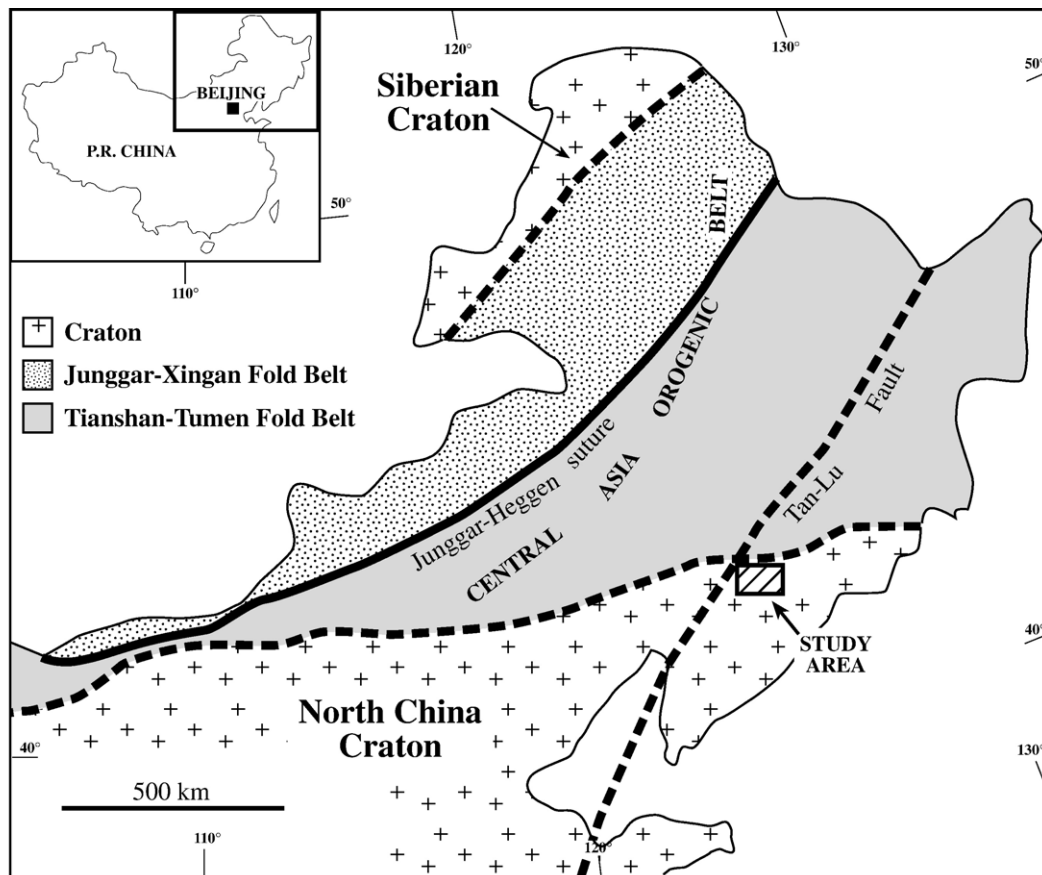 120°
130°
50°
Siberian
Craton
BEIJING
P.R. CHINA
50°
110°
Craton
Junggar-Xingan Fold Belt
Tianshan-Tumen Fold Belt
CENTRAL ASIA OROGENIC BELT
Junggar-Heggen suture
Tan-Lu Fault
STUDY
AREA
40°
North China
Craton
40°
130°
500 km
110°
120°